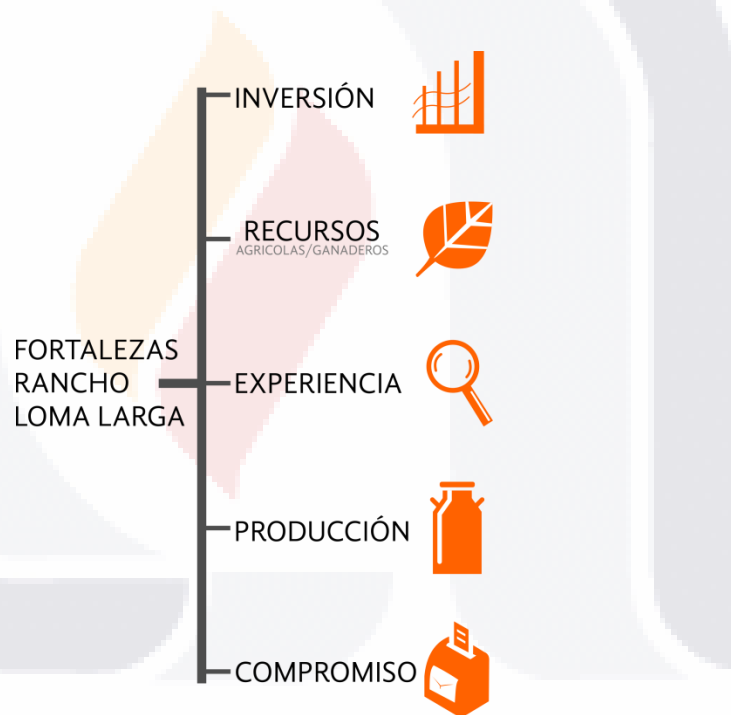 FORTALEZAS
RANCHO
LOMA LARGA
INVERSIÓN
RECURSOS
AGRICOLAS/GANADEROS
EXPERIENCIA
PRODUCCIÓN
COMPROMISO